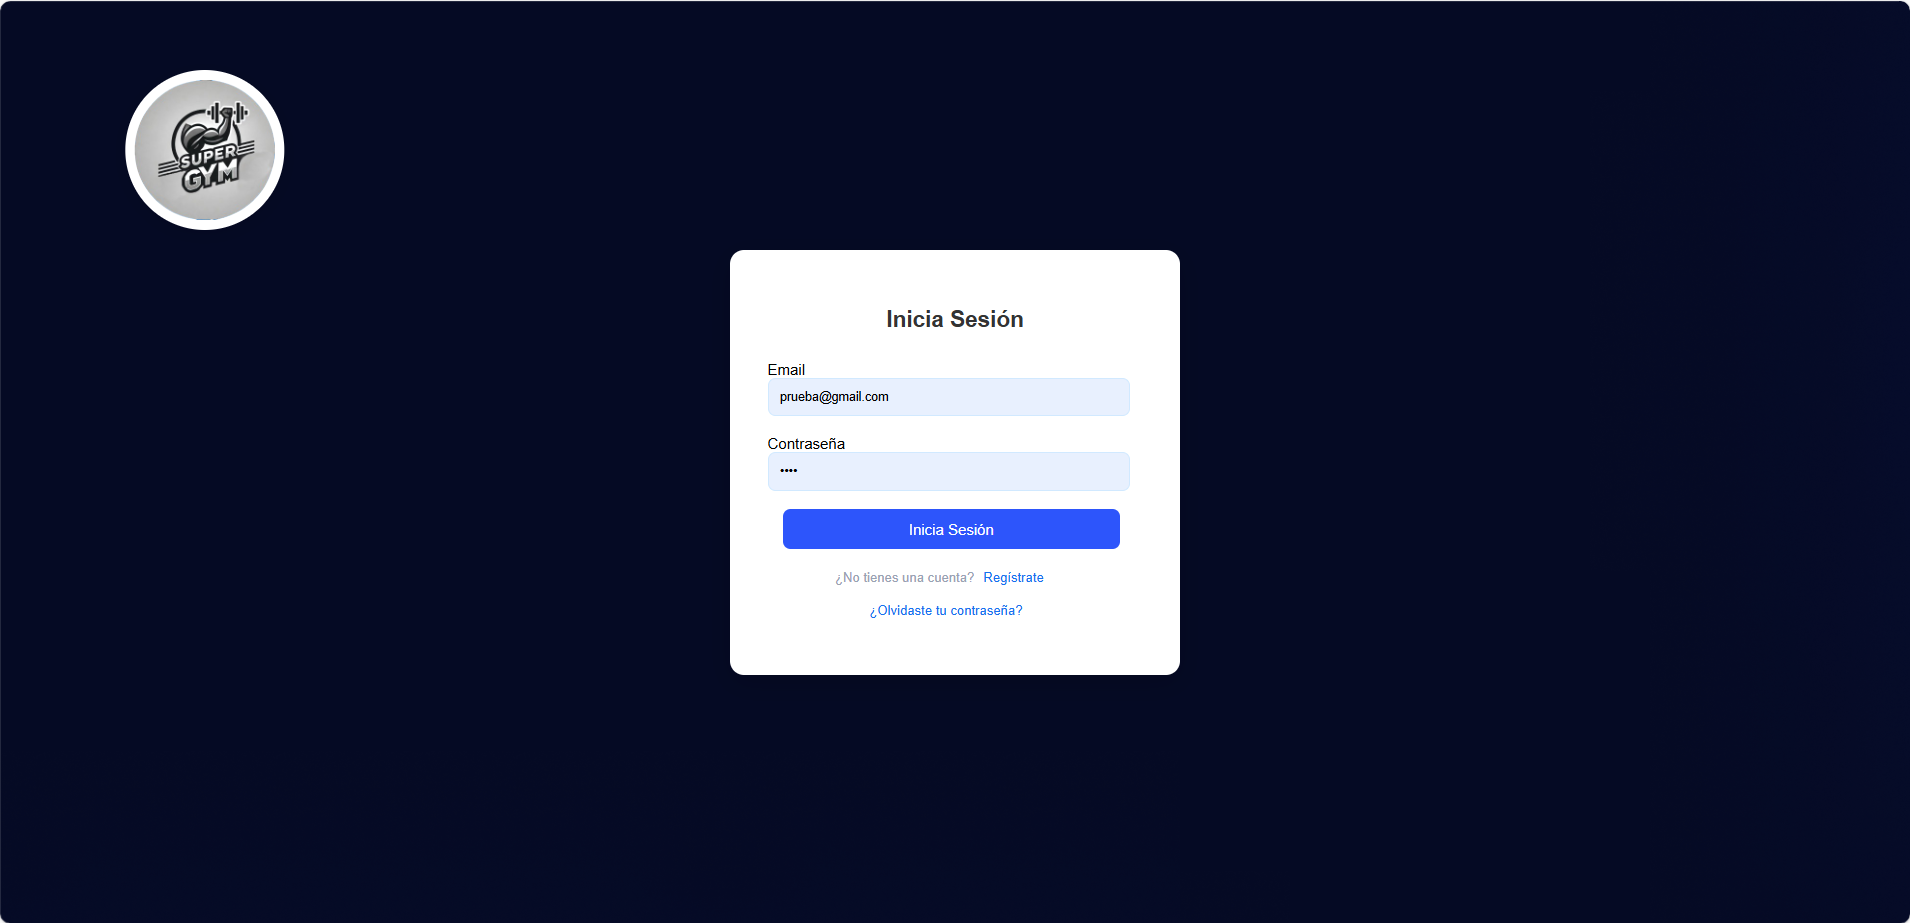 SUPER
GYM
Inicia Sesión
Email
prueba@gmail.com
Contraseña
••••
Inicia Sesión
¿No tienes una cuenta? Regístrate
¿Olvidaste tu contraseña?